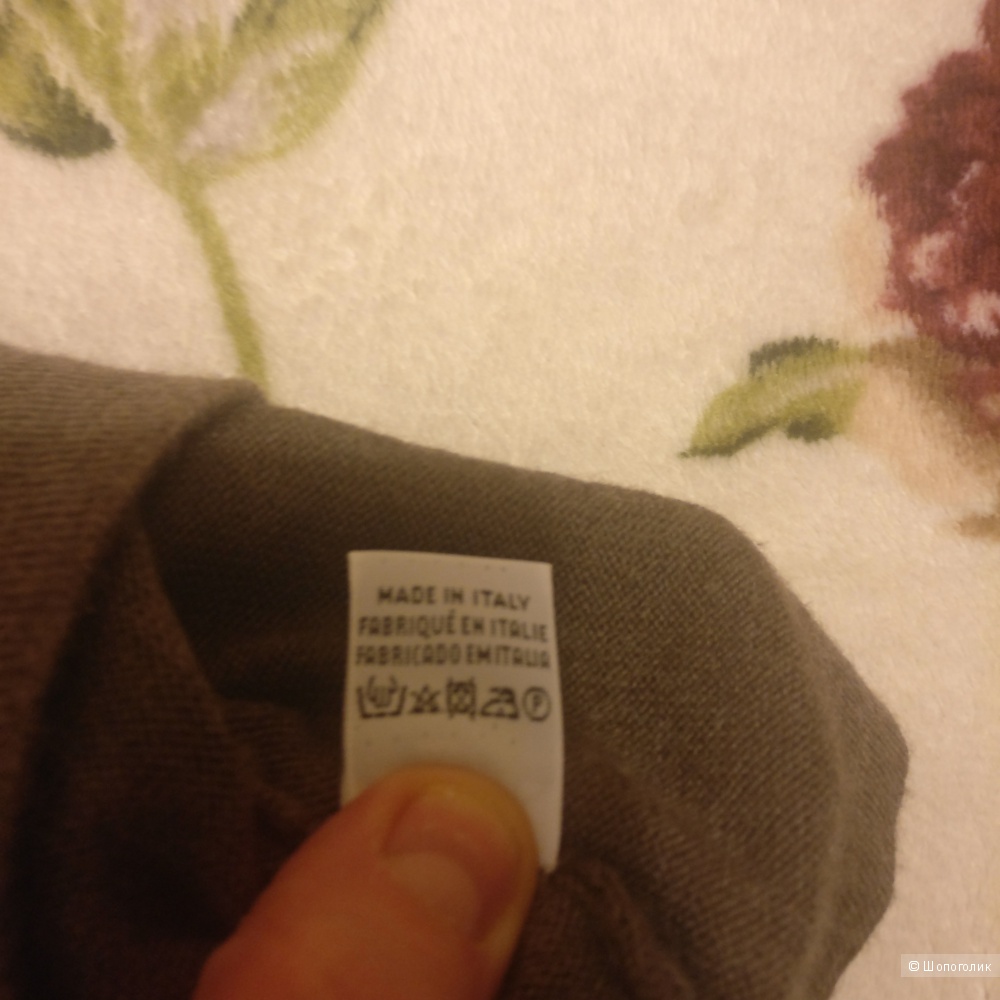 MADE IN ITALY
FABRIQUÉ EN ITALIE
FABRICADO EM ITALIA
P
© Шопоголик